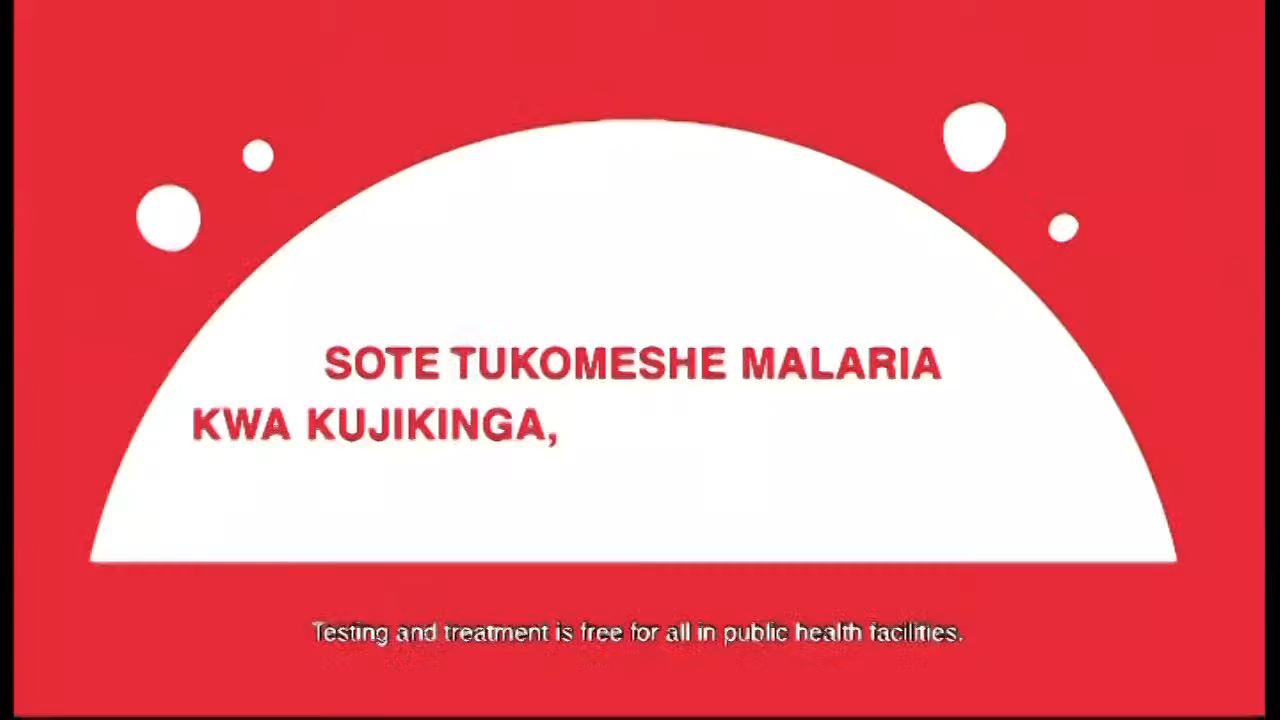 SOTE TUKOMESHE MALARIA
KWA KUJIKINGA,
Testing and treatment is free for all in public health facilities.